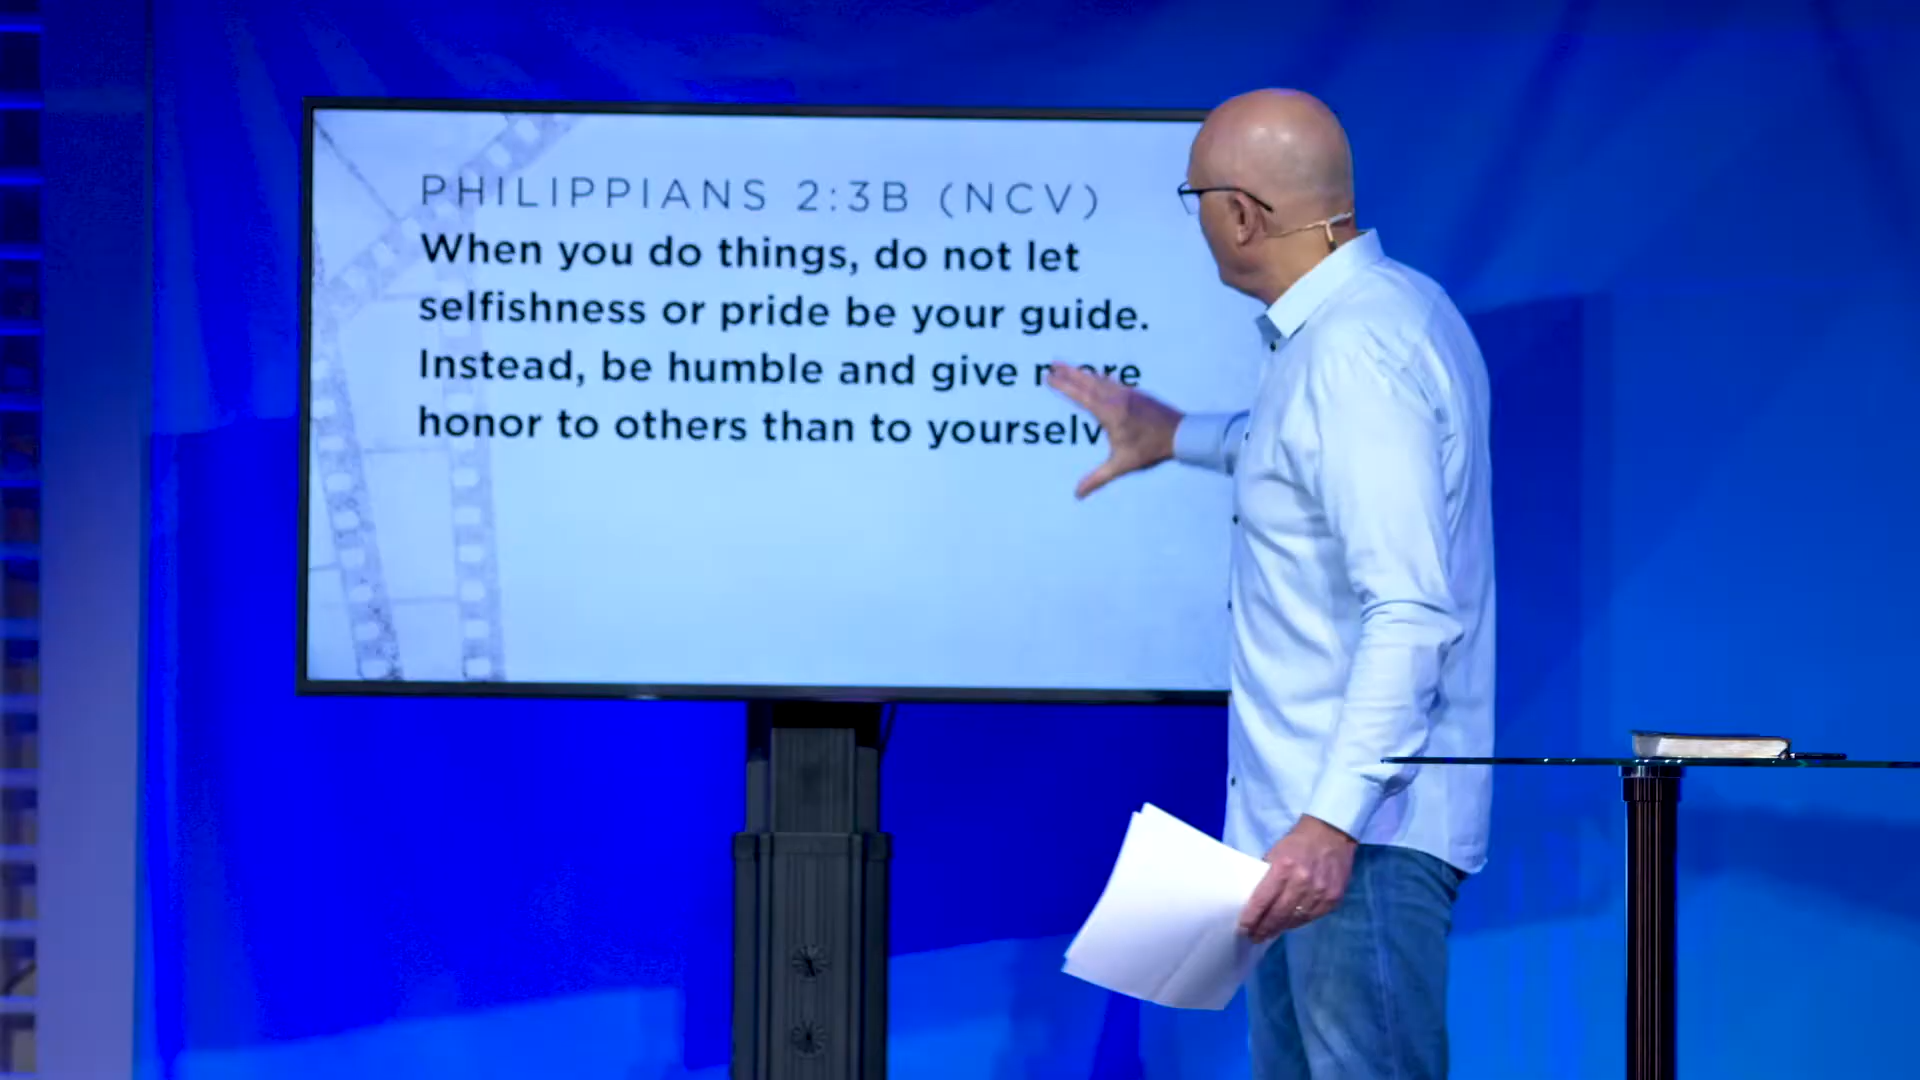 PHILIPPIANS 2:3B (NCV)
When you do things, do not let
selfishness or pride be your guide.
Instead, be humble and give more
honor to others than to